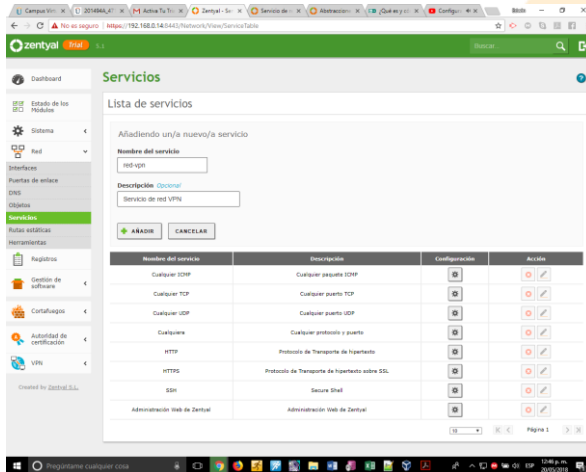 Campus Virt
2014944_41
M Activa Tu Tri
Zentyal - Ser
Servicio de
Abstraccion
¿Qué es y c
Configur
No es seguro | https://192.168.0.14:8443/Network/View/ServiceTable
zentyal Trial 5.1
Buscar...
Dashboard
Estado de los
Módulos
Sistema
Red
Interfaces
Puertas de enlace
DNS
Objetos
Servicios
Rutas estáticas
Herramientas
Registros
Gestión de
software
Cortafuegos
Autoridad de
certificación
VPN
Created by Zentyal S.L.
Servicios
Lista de servicios
Añadiendo un/a nuevo/a servicio
Nombre del servicio
red-vpn
Descripción Opcional
Servicio de red VPN
+ AÑADIR CANCELAR
Nombre del servicio Descripción Configuración Acción
Cualquier ICMP Cualquier paquete ICMP
Cualquier TCP Cualquier puerto TCP
Cualquier UDP Cualquier puerto UDP
Cualquiera Cualquier protocolo y puerto
HTTP Protocolo de Transporte de hipertexto
HTTPS Protocolo de Transporte de hipertexto sobre SSL
SSH Secure Shell
Administración Web de Zentyal Administración Web de Zentyal
10 Página 1
Pregúntame cualquier cosa
ESP 12:46 p. m.
20/05/2018